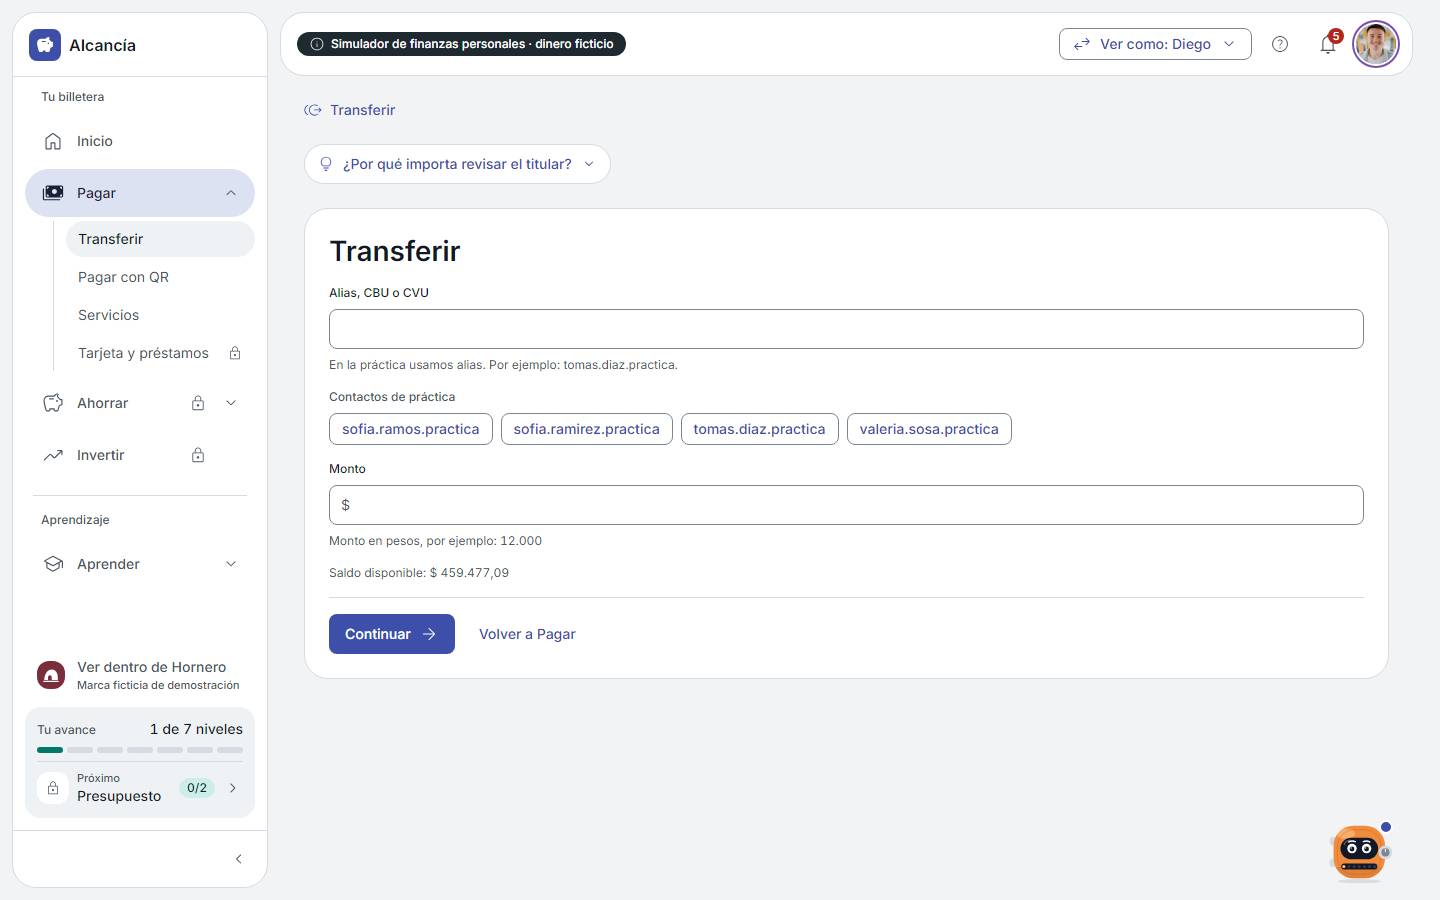 Alcancía
Simulador de finanzas personales · dinero ficticio
Ver como: Diego
5
Tu billetera
Inicio
Pagar
Transferir
Pagar con QR
Servicios
Tarjeta y préstamos
Ahorrar
Invertir
Aprendizaje
Aprender
Ver dentro de Hornero
Marca ficticia de demostración
Tu avance
1 de 7 niveles
Próximo
Presupuesto
0/2
Transferir
¿Por qué importa revisar el titular?
Transferir
Alias, CBU o CVU
En la práctica usamos alias. Por ejemplo: tomas.diaz.practica.
Contactos de práctica
sofia.ramos.practica
sofia.ramirez.practica
tomas.diaz.practica
valeria.sosa.practica
Monto
$
Monto en pesos, por ejemplo: 12.000
Saldo disponible: $ 459.477,09
Continuar
Volver a Pagar